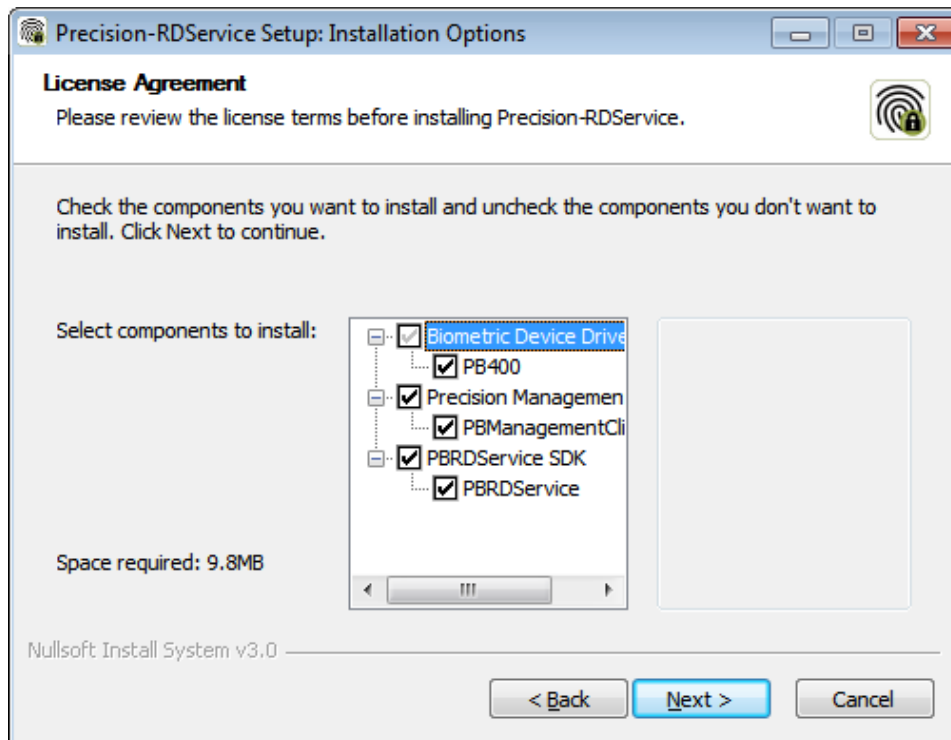 Precision-RDService Setup: Installation Options
License Agreement
Please review the license terms before installing Precision-RDService.
Check the components you want to install and uncheck the components you don't want to
install. Click Next to continue.
Select components to install:
Biometric Device Drive
PB400
Precision Managemen
PBManagementCli
PBRDService SDK
PBRDService
Space required: 9.8MB
Nullsoft Install System v3.0
< Back
Next >
Cancel